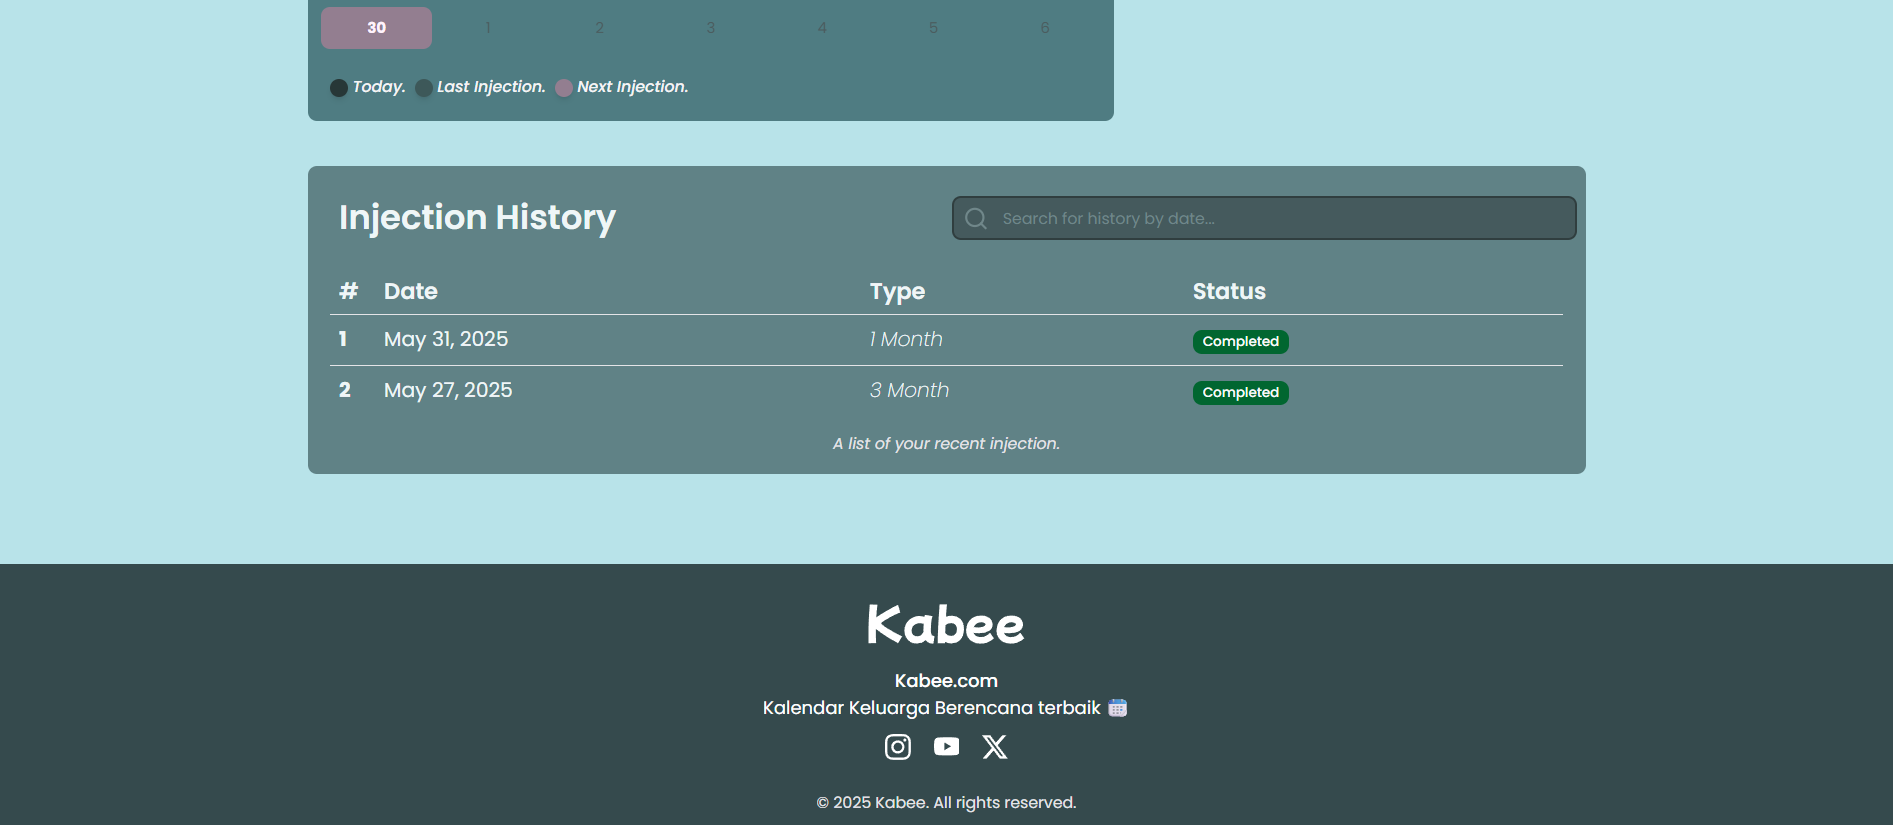 30 1 2 3 4 5 6
Today. Last Injection. Next Injection.
Injection History
Search for history by date...
# Date Type Status
1 May 31, 2025 1 Month Completed
2 May 27, 2025 3 Month Completed
A list of your recent injection.
Kabee
Kabee.com
Kalendar Keluarga Berencana terbaik
© 2025 Kabee. All rights reserved.